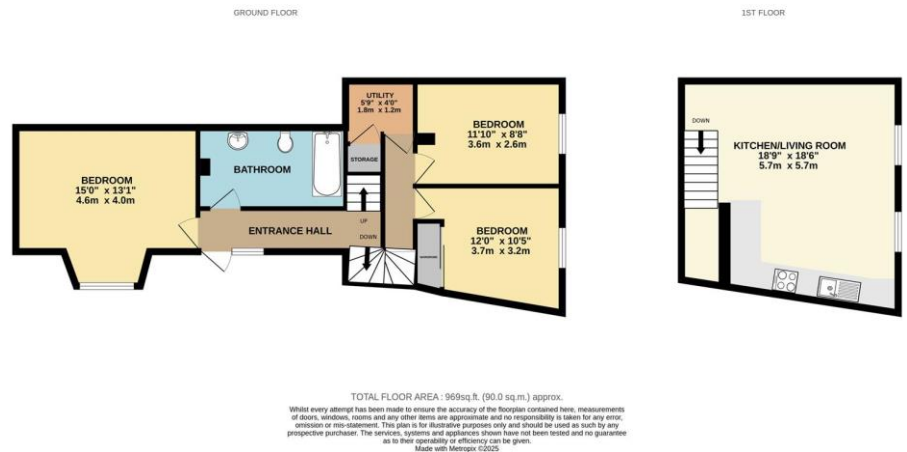 GROUND FLOOR
1ST FLOOR
UTILITY
5'9" x 4'0"
1.8m x 1.2m
BEDROOM
11'10" x 8'8"
3.6m x 2.6m
DOWN
KITCHEN/LIVING ROOM
18'9" x 18'6"
5.7m x 5.7m
STORAGE
BATHROOM
BEDROOM
15'0" x 13'1"
4.6m x 4.0m
UP
ENTRANCE HALL
DOWN
BEDROOM
12'0" x 10'5"
3.7m x 3.2m
TOTAL FLOOR AREA : 969sq.ft. (90.0 sq.m.) approx.
Whilst every attempt has been made to ensure the accuracy of the floorplan contained here, measurements
of doors, windows, rooms and any other items are approximate and no responsibility is taken for any error,
omission or mis-statement. This plan is for illustrative purposes only and should be used as such by any
prospective purchaser. The services, systems and appliances shown have not been tested and no guarantee
as to their operability or efficiency can be given.
Made with Metropix ©2025